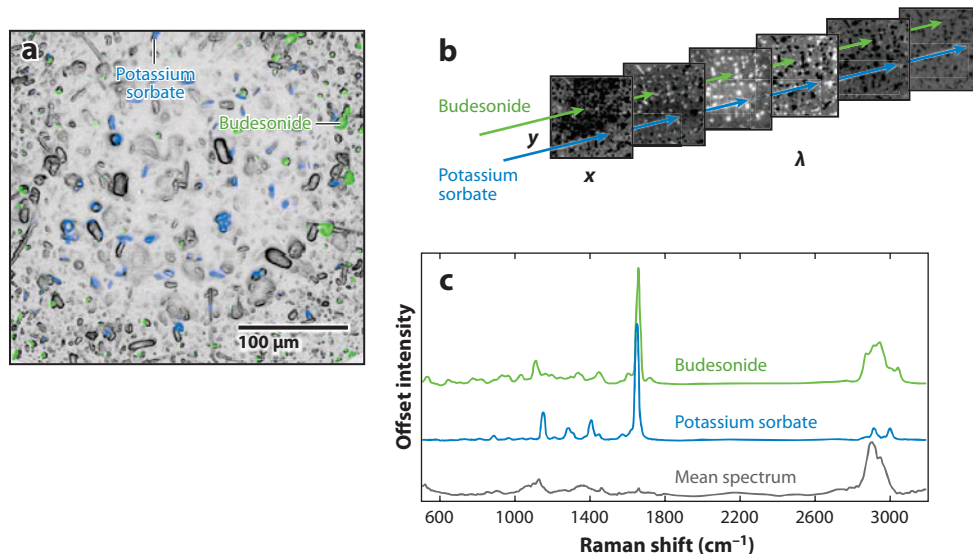 a
Potassium
sorbate
Budesonide
100 µm
b
Budesonide
Potassium
sorbate
y
x
λ
c
Offset intensity
Budesonide
Potassium sorbate
Mean spectrum
600 1000 1400 1800 2200 2600 3000
Raman shift (cm⁻¹)